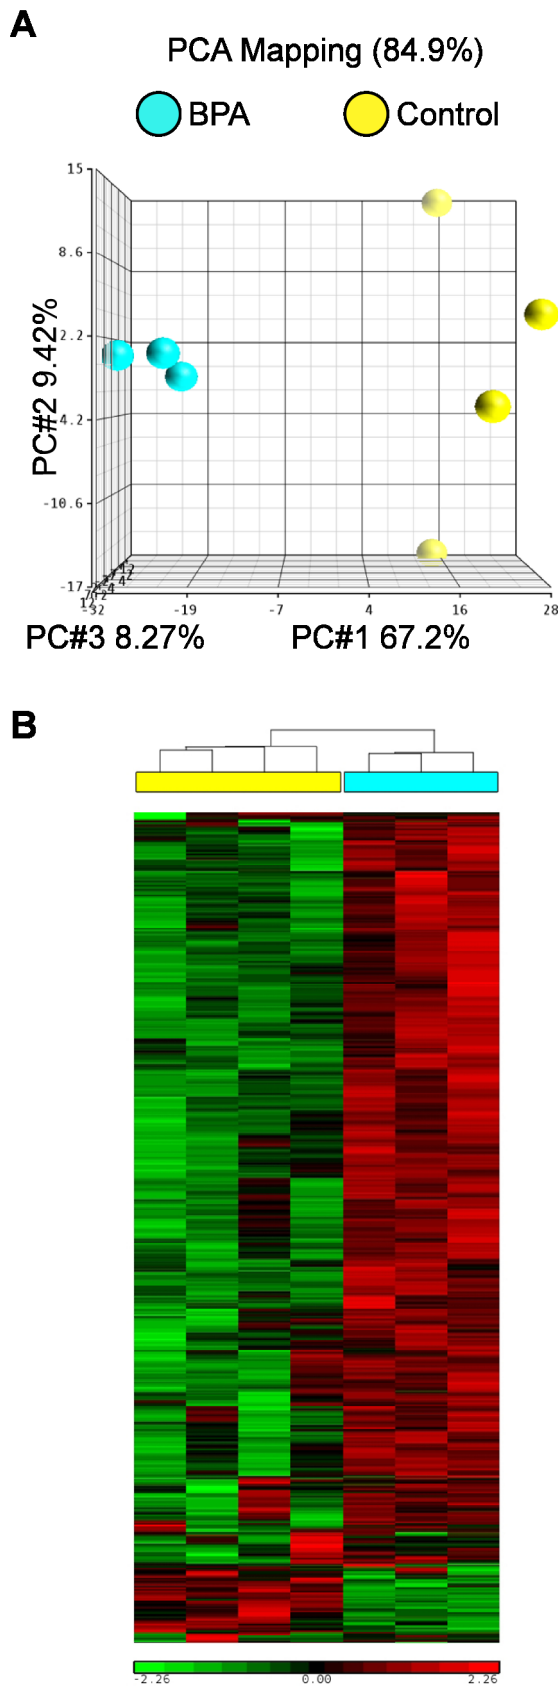 A
PCA Mapping (84.9%)
BPA
Control
15
8.6
2.2
-4.2
-10.6
-17
PC#2 9.42%
-32
-19
-7
4
16
28
PC#3 8.27%
PC#1 67.2%
B
-2.26
0.00
2.26